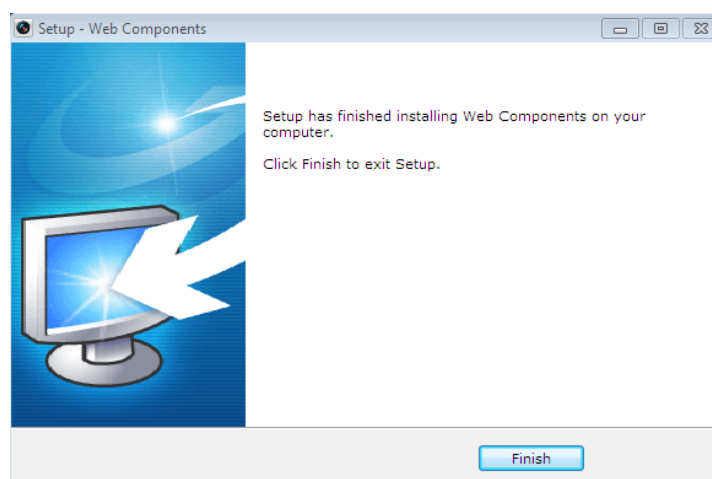 Setup - Web Components
Setup has finished installing Web Components on your
computer.
Click Finish to exit Setup.
Finish